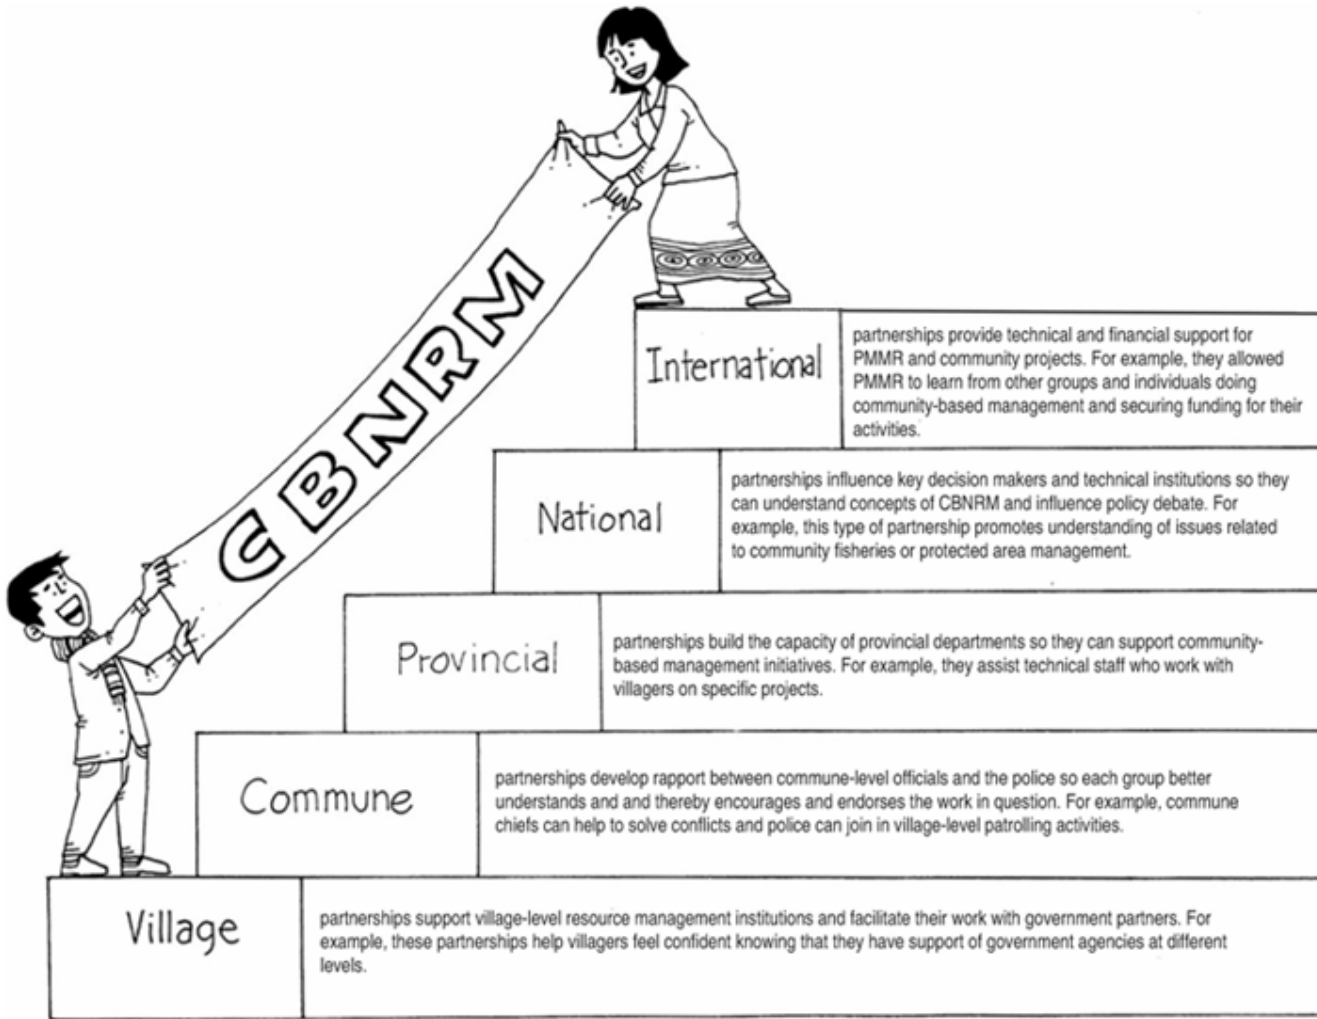 CBNRM
International
partnerships provide technical and financial support for
PMMR and community projects. For example, they allowed
PMMR to learn from other groups and individuals doing
community-based management and securing funding for their
activities.
National
partnerships influence key decision makers and technical institutions so they
can understand concepts of CBNRM and influence policy debate. For
example, this type of partnership promotes understanding of issues related
to community fisheries or protected area management.
Provincial
partnerships build the capacity of provincial departments so they can support community-
based management initiatives. For example, they assist technical staff who work with
villagers on specific projects.
Commune
partnerships develop rapport between commune-level officials and the police so each group better
understands and and thereby encourages and endorses the work in question. For example, commune
chiefs can help to solve conflicts and police can join in village-level patrolling activities.
Village
partnerships support village-level resource management institutions and facilitate their work with government partners. For
example, these partnerships help villagers feel confident knowing that they have support of government agencies at different
levels.